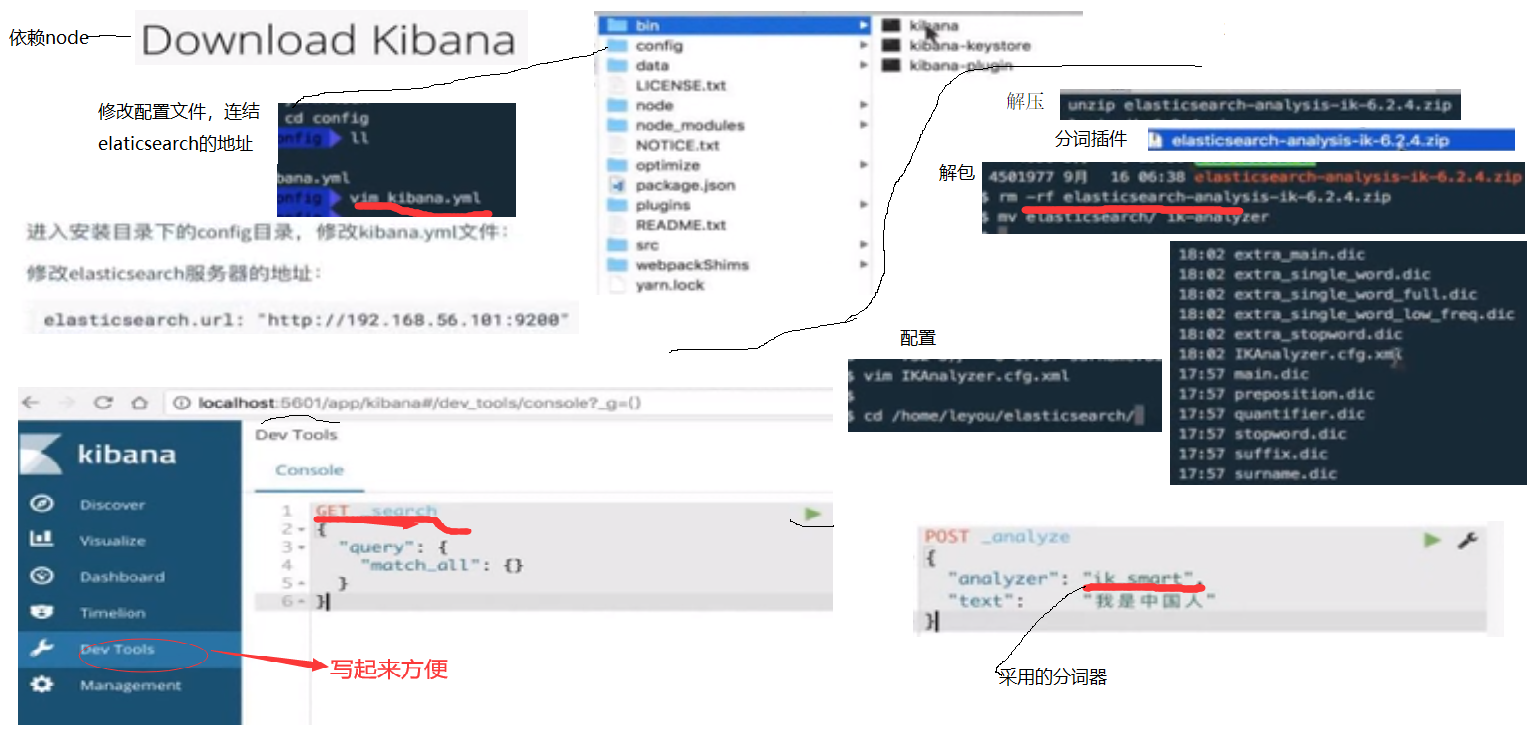 依赖node
Download Kibana
修改配置文件，连结
elaticsearch的地址
cd config
onfig
ll
bana.yml
onfig
vim kibana.yml
进入安装目录下的config目录，修改kibana.yml文件：
修改elasticsearch服务器的地址：
elasticsearch.url: "http://192.168.56.101:9200"
bin
config
data
LICENSE.txt
node
node_modules
NOTICE.txt
optimize
package.json
plugins
README.txt
src
webpackShims
yarn.lock
kibana
kibana-keystore
kibana-plugin
解压
unzip elasticsearch-analysis-ik-6.2.4.zip
分词插件
elasticsearch-analysis-ik-6.2.4.zip
解包
4501977 9月 16 06:38 elasticsearch-analysis-ik-6.2.4.zip
$ rm -rf elasticsearch-analysis-ik-6.2.4.zip
$ mv elasticsearch/ ik-analyzer
18:02 extra_main.dic
18:02 extra_single_word.dic
18:02 extra_single_word_full.dic
18:02 extra_single_word_low_freq.dic
18:02 extra_stopword.dic
18:02 IKAnalyzer.cfg.xml
17:57 main.dic
17:57 preposition.dic
17:57 quantifier.dic
17:57 stopword.dic
17:57 suffix.dic
17:57 surname.dic
配置
$ vim IKAnalyzer.cfg.xml
$
$ cd /home/leyou/elasticsearch/
localhost:5601/app/kibana#/dev_tools/console?_g=()
kibana
Discover
Visualize
Dashboard
Timelion
Dev Tools
Management
Dev Tools
Console
1 GET _search
2 {
3 "query": {
4 "match_all": {}
5 }
6 }
写起来方便
POST _analyze
{
"analyzer": "ik_smart",
"text": "我是中国人"
}
采用的分词器